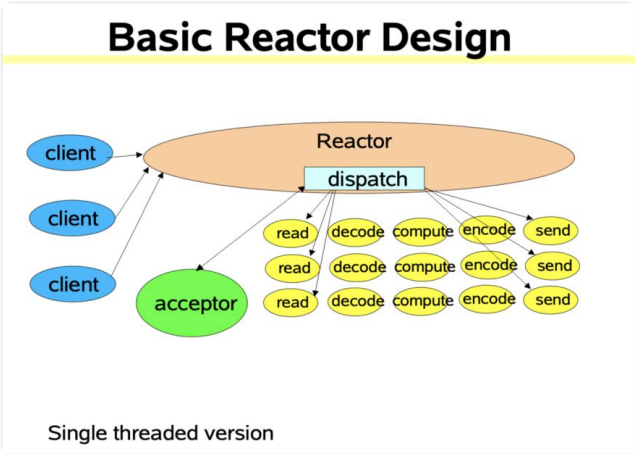 Basic Reactor Design
client
Reactor
dispatch
client
read decode compute encode send
read decode compute encode send
client
acceptor
read decode compute encode send
Single threaded version